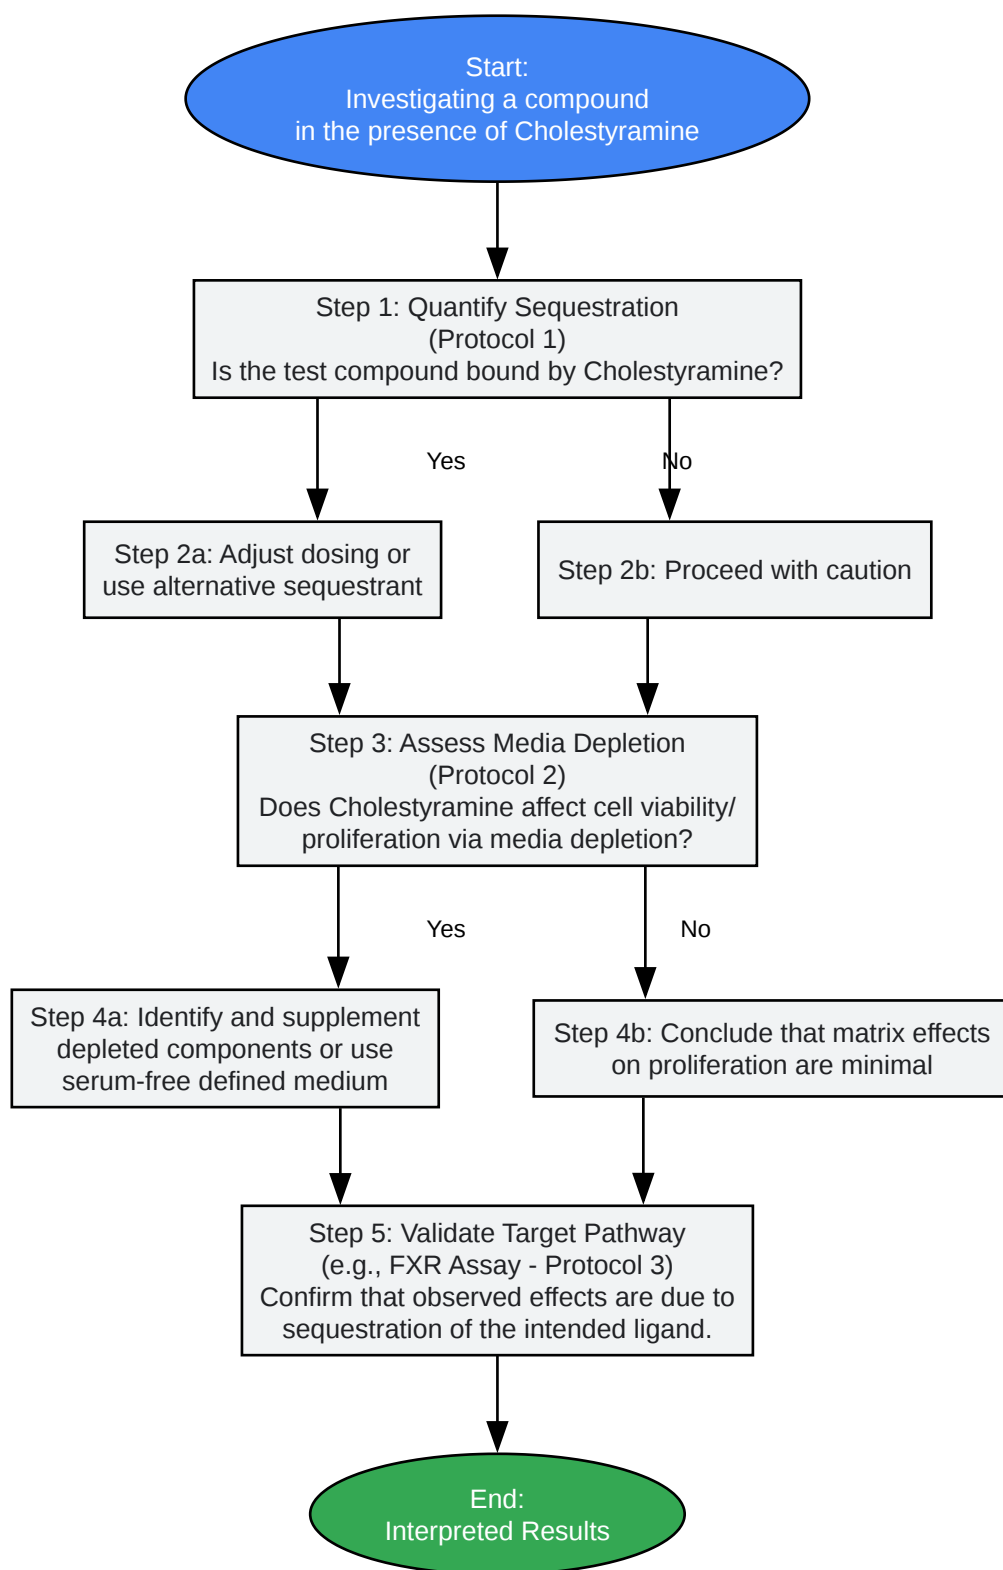 Start:
Investigating a compound
in the presence of Cholestyramine
Step 1: Quantify Sequestration
(Protocol 1)
Is the test compound bound by Cholestyramine?
Yes
No
Step 2a: Adjust dosing or
use alternative sequestrant
Step 2b: Proceed with caution
Step 3: Assess Media Depletion
(Protocol 2)
Does Cholestyramine affect cell viability/
proliferation via media depletion?
Yes
No
Step 4a: Identify and supplement
depleted components or use
serum-free defined medium
Step 4b: Conclude that matrix effects
on proliferation are minimal
Step 5: Validate Target Pathway
(e.g., FXR Assay - Protocol 3)
Confirm that observed effects are due to
sequestration of the intended ligand.
End:
Interpreted Results